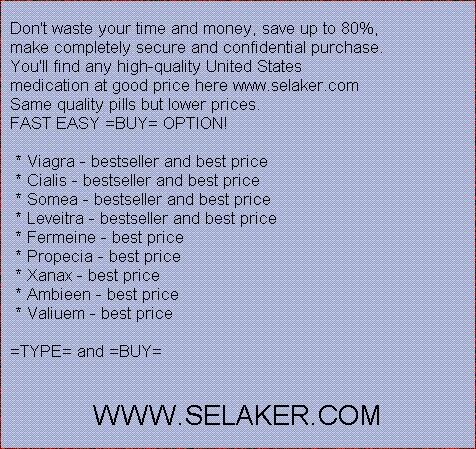 Don't waste your time and money, save up to 80%,
make completely secure and confidential purchase.
You'll find any high-quality United States
medication at good price here www.selaker.com
Same quality pills but lower prices.
FAST EASY =BUY= OPTION!
* Viagra - bestseller and best price
* Cialis - bestseller and best price
* Somea - bestseller and best price
* Leveitra - bestseller and best price
* Fermeine - best price
* Propecia - best price
* Xanax - best price
* Ambieen - best price
* Valiuem - best price
=TYPE= and =BUY=
WWW.SELAKER.COM